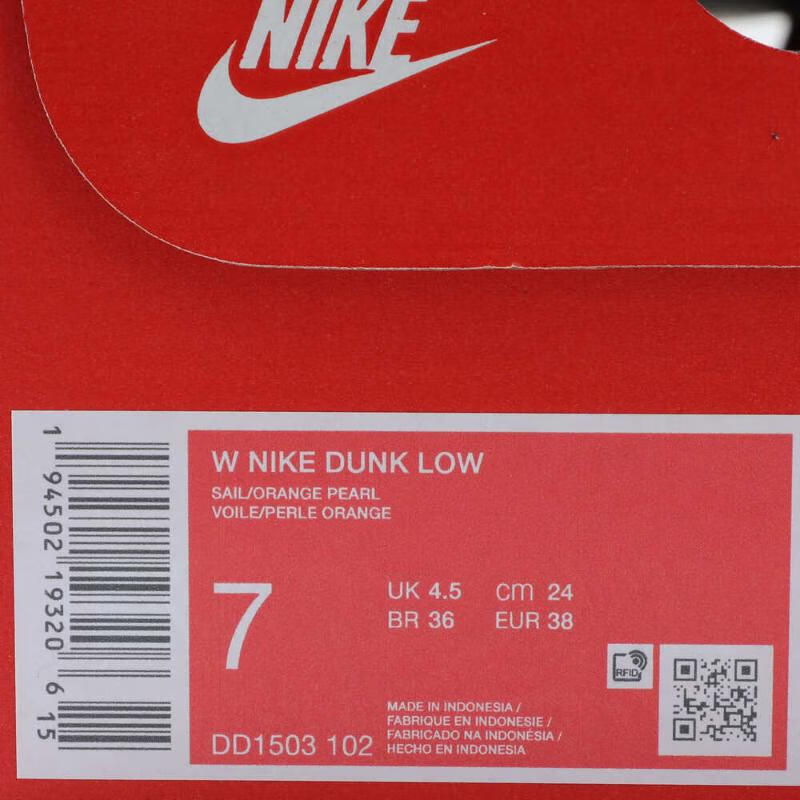 NIKE
W NIKE DUNK LOW
SAIL/ORANGE PEARL
VOILE/PERLE ORANGE
7
UK 4.5 cm 24
BR 36 EUR 38
RFID
MADE IN INDONESIA /
FABRIQUE EN INDONESIE /
FABRICADO NA INDONÉSIA /
HECHO EN INDONESIA
DD1503 102
1 94502 19320 6 15